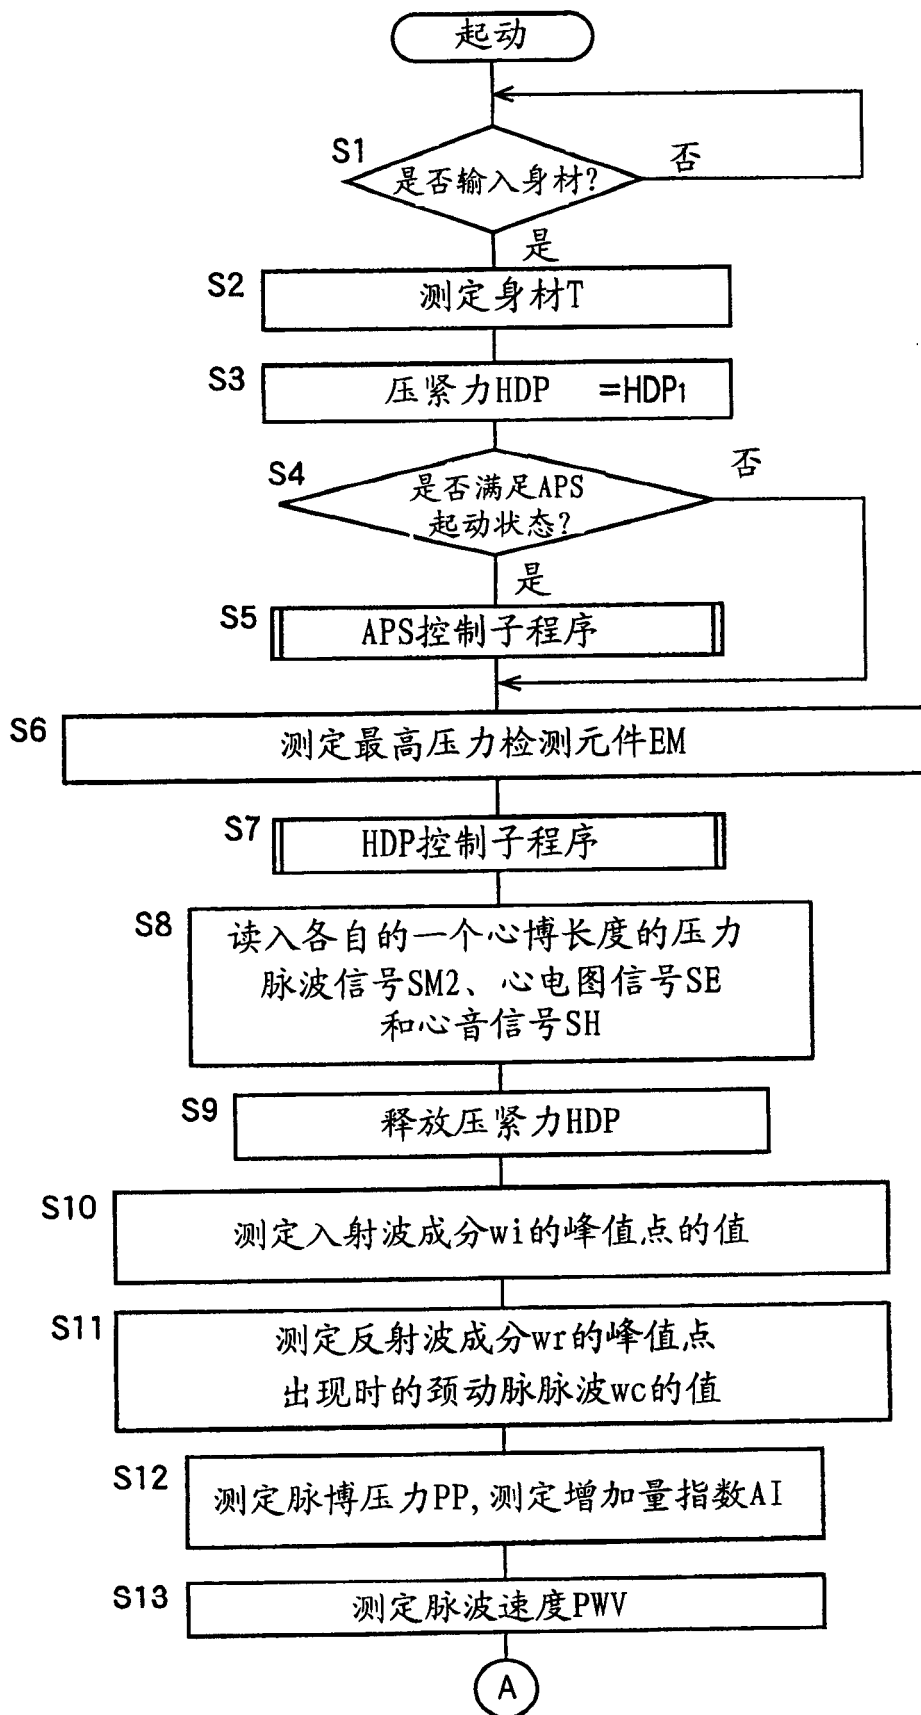 起动
S1
是否输入身材?
否
是
S2
测定身材T
S3
压紧力HDP =HDP1
S4
是否满足APS
起动状态?
否
是
S5
APS控制子程序
S6
测定最高压力检测元件EM
S7
HDP控制子程序
S8
读入各自的一个心博长度的压力
脉波信号SM2、心电图信号SE
和心音信号SH
S9
释放压紧力HDP
S10
测定入射波成分wi的峰值点的值
S11
测定反射波成分wr的峰值点
出现时的颈动脉脉波wc的值
S12
测定脉博压力PP,测定增加量指数AI
S13
测定脉波速度PWV
A